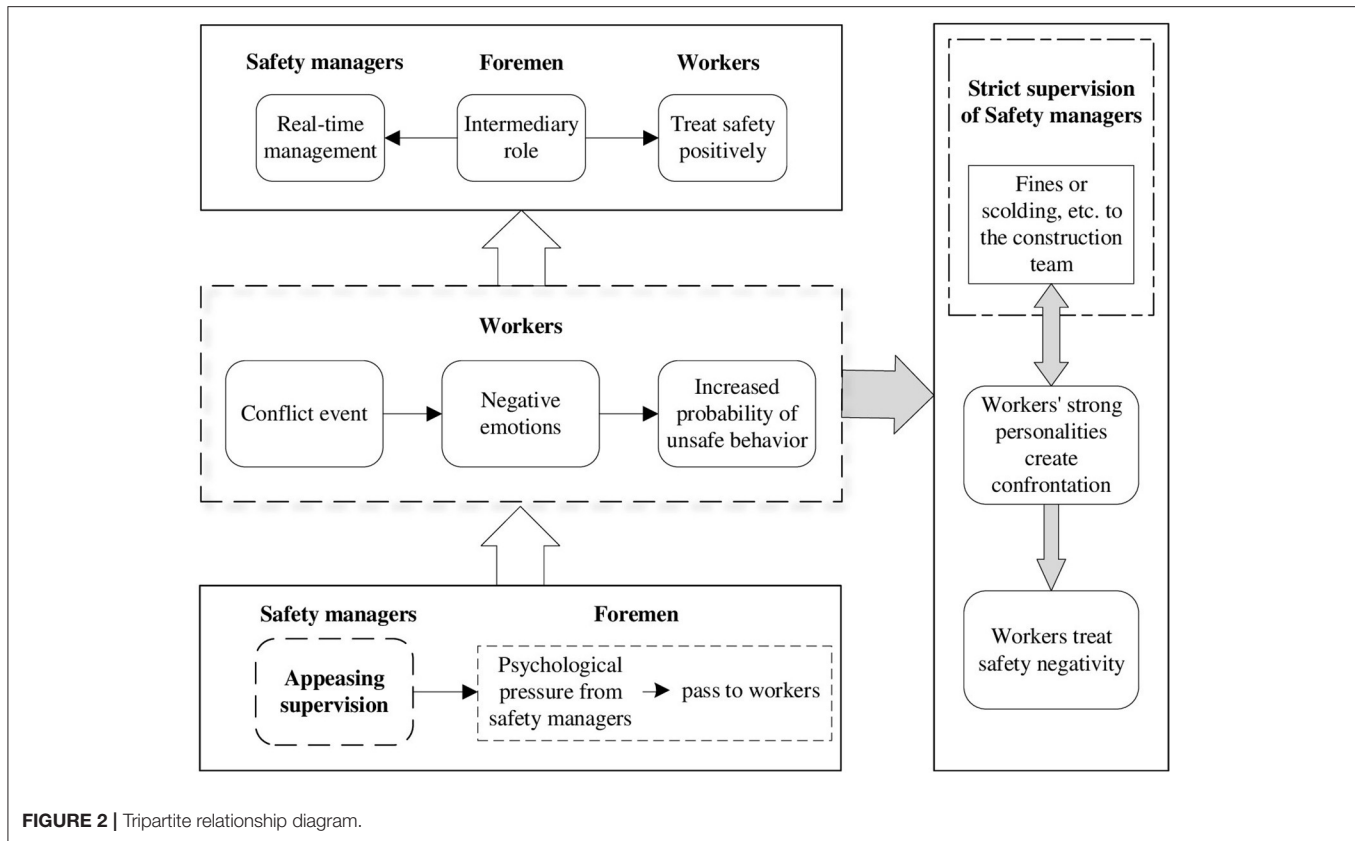 Safety managers
Foremen
Workers
Real-time
management
Intermediary
role
Treat safety
positively
Workers
Conflict event
Negative
emotions
Increased
probability of
unsafe behavior
Safety managers
Foremen
Appeasing
supervision
Psychological
pressure from
safety managers
pass to workers
Strict supervision
of Safety managers
Fines or
scolding, etc. to
the construction
team
Workers' strong
personalities
create
confrontation
Workers treat
safety negativity
FIGURE 2 | Tripartite relationship diagram.